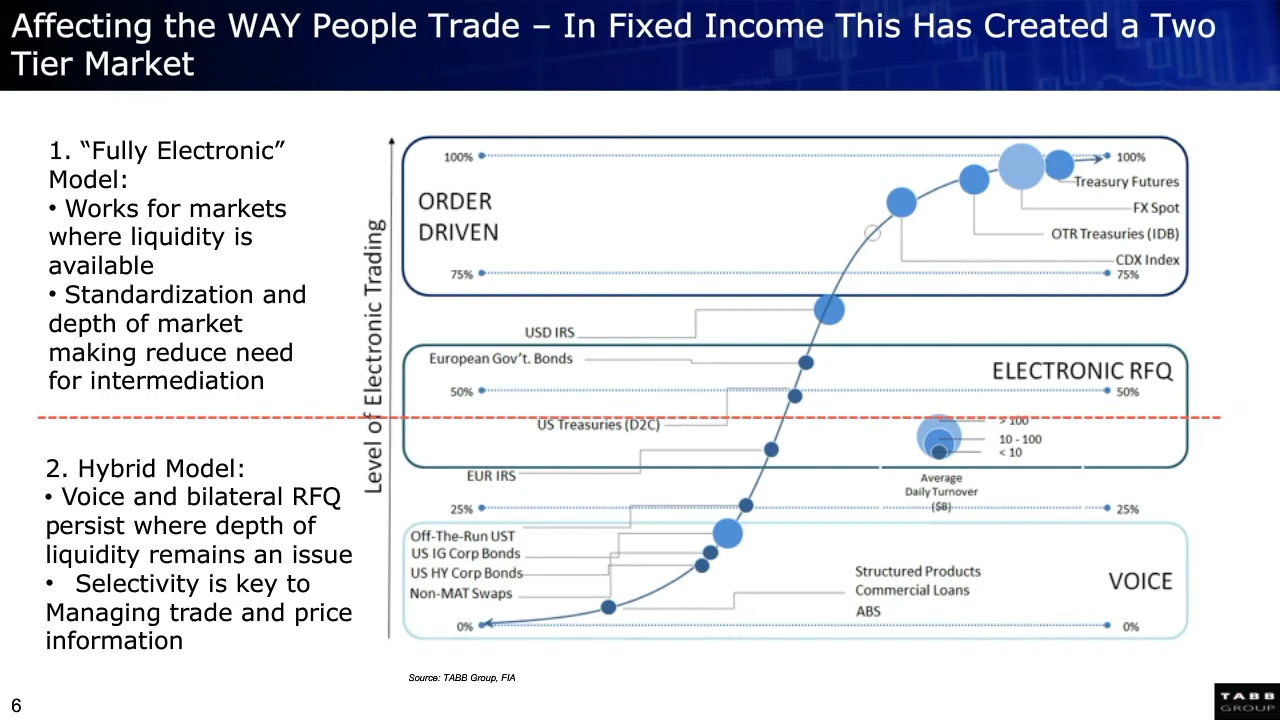 Affecting the WAY People Trade – In Fixed Income This Has Created a Two
Tier Market
1. “Fully Electronic”
Model:
• Works for markets
where liquidity is
available
• Standardization and
depth of market
making reduce need
for intermediation
2. Hybrid Model:
• Voice and bilateral RFQ
persist where depth of
liquidity remains an issue
• Selectivity is key to
Managing trade and price
information
Level of Electronic Trading
100%
100%
ORDER
DRIVEN
Treasury Futures
FX Spot
OTR Treasuries (IDB)
CDX Index
75%
75%
USD IRS
European Gov't. Bonds
ELECTRONIC RFQ
50%
50%
US Treasuries (D2C)
> 100
10 - 100
< 10
EUR IRS
Average
Daily Turnover
($B)
25%
25%
Off-The-Run UST
US IG Corp Bonds
US HY Corp Bonds
Non-MAT Swaps
Structured Products
Commercial Loans
ABS
VOICE
0%
0%
Source: TABB Group, FIA
6
TABB
GROUP